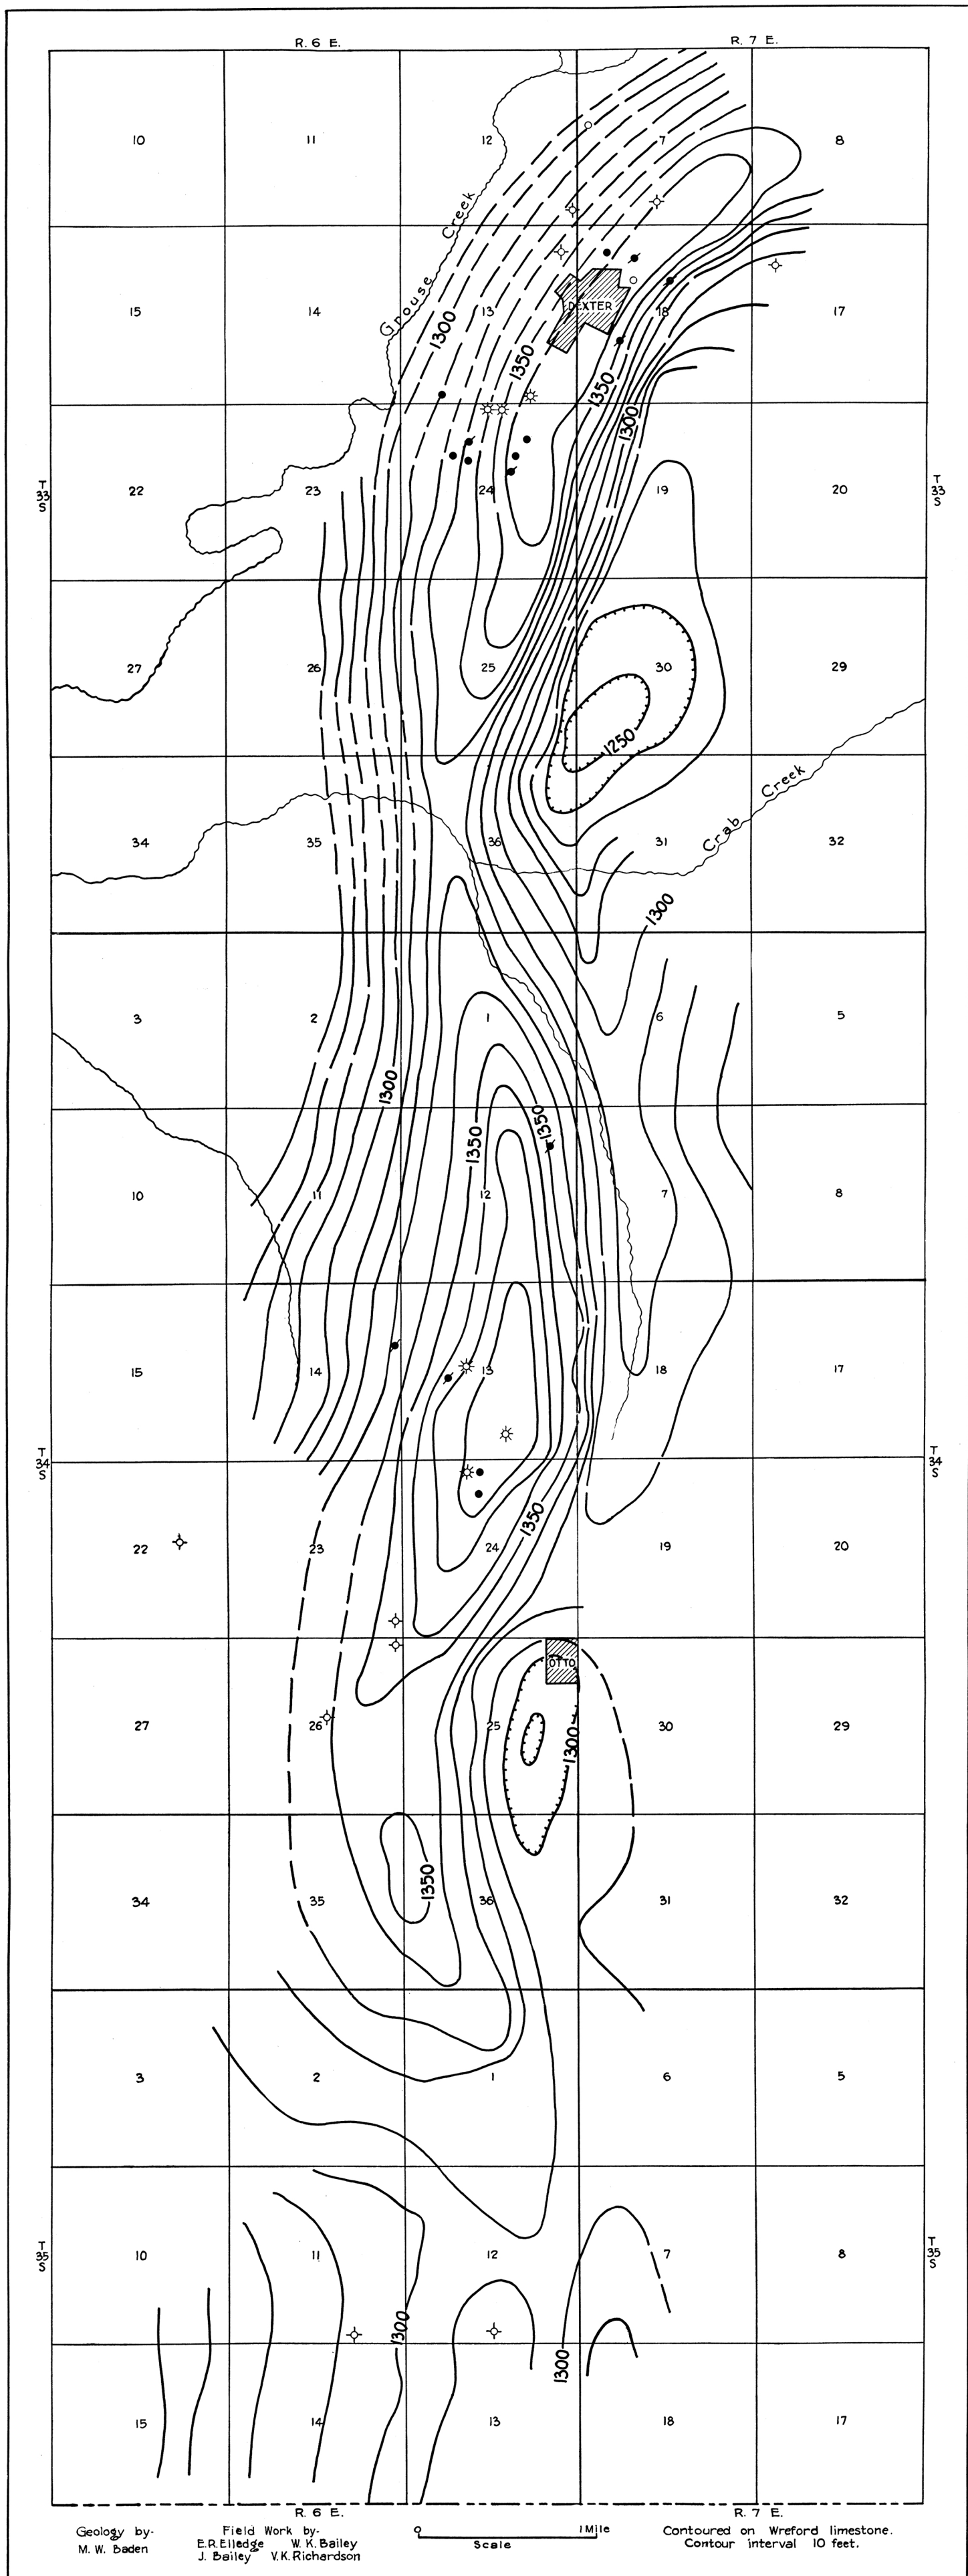 R. 6 E. R. 7 E.
10 11 12 7 8
Grouse Creek
15 14 13 DEXTER 18 17
1300
1350
1350
1300
T 33 S 22 23 24 19 20 T 33 S
27 26 25 30 29
1250
Crab Creek
34 35 36 31 32
1300
3 2 1 6 5
1300
1350 1350
10 11 12 7 8
15 14 13 18 17
T 34 S T 34 S
1350
22 23 24 19 20
OTTO
27 26 25 30 29
1300
1350
34 35 36 31 32
3 2 1 6 5
T 35 S 10 11 12 7 8 T 35 S
1300
1300
15 14 13 18 17
R. 6 E. R. 7 E.
Geology by-
M. W. Baden
Field Work by-
E.R.Elledge W. K. Bailey
J. Bailey V.K.Richardson
0 1 Mile
Scale
Contoured on Wreford limestone.
Contour interval 10 feet.